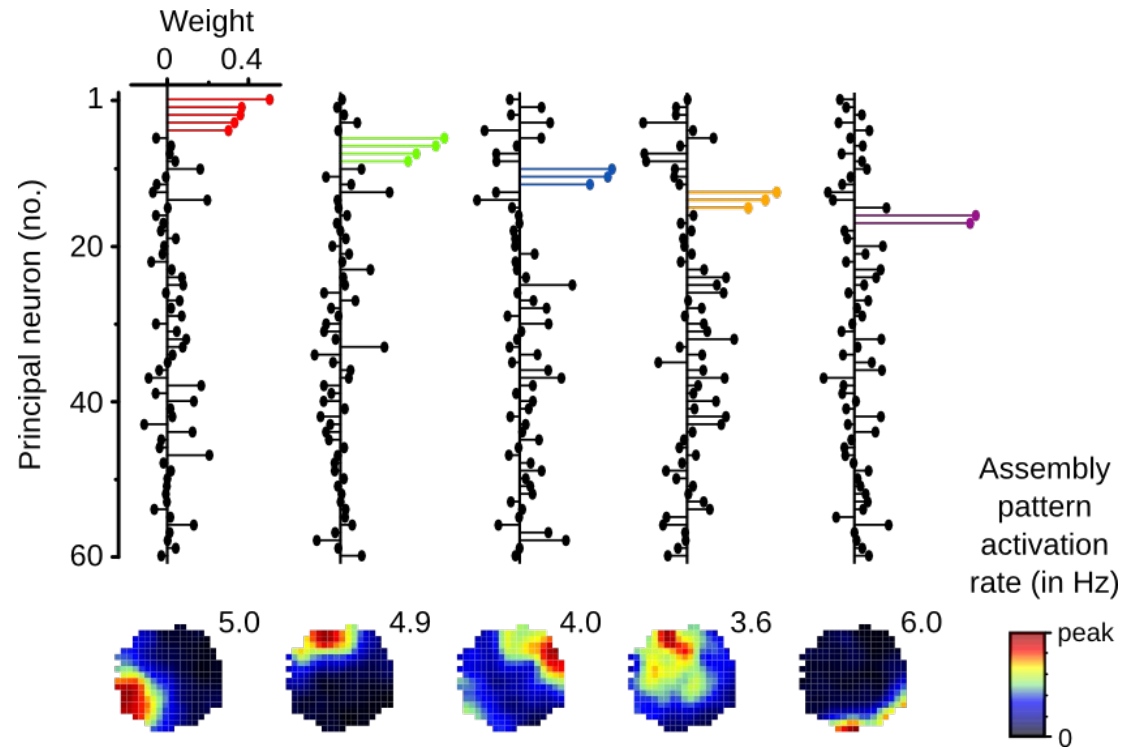 Weight
0 0.4
1
20
40
60
Principal neuron (no.)
5.0 4.9 4.0 3.6 6.0
Assembly
pattern
activation
rate (in Hz)
peak
0